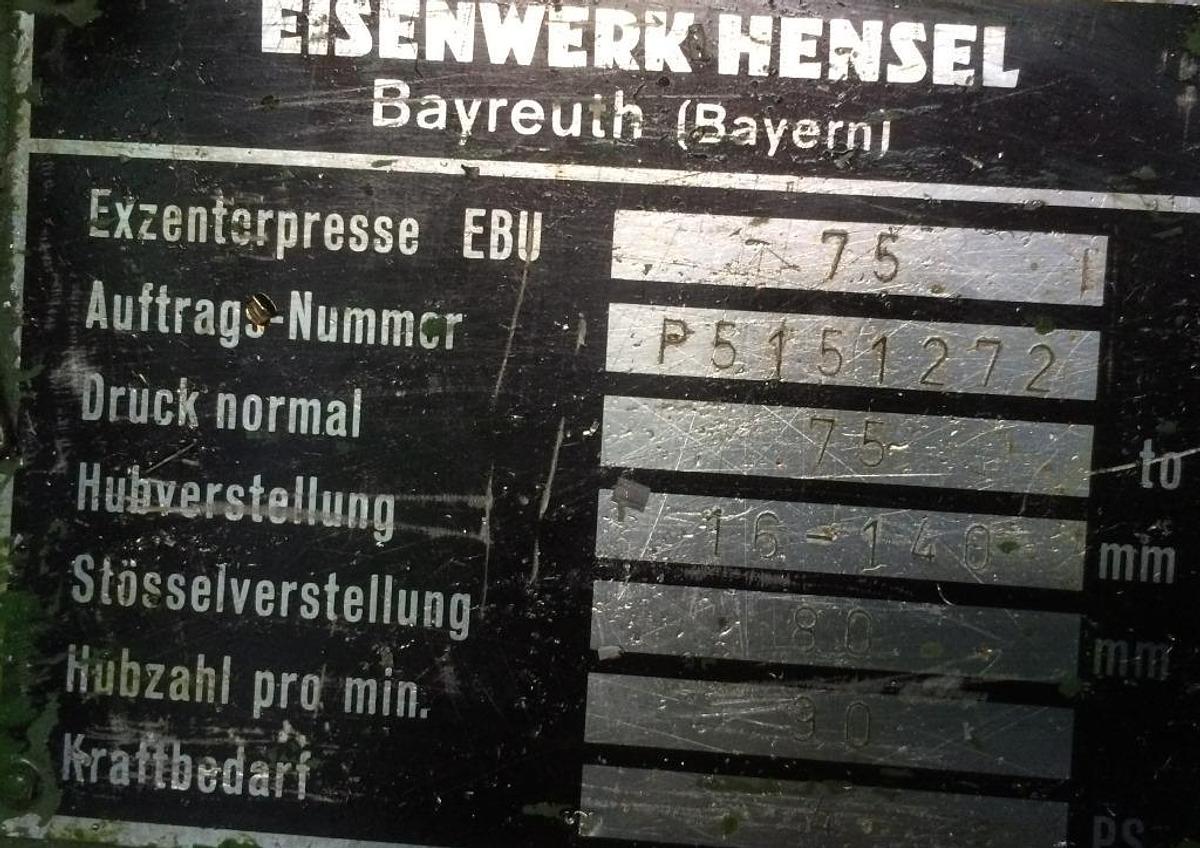 EISENWERK HENSEL
Bayreuth (Bayern)
Exzenterpresse EBU 75
Auftrags-Nummer P5151272
Druck normal 75 to
Hubverstellung 16-140 mm
Stösselverstellung 80 mm
Hubzahl pro min. 90
Kraftbedarf PS